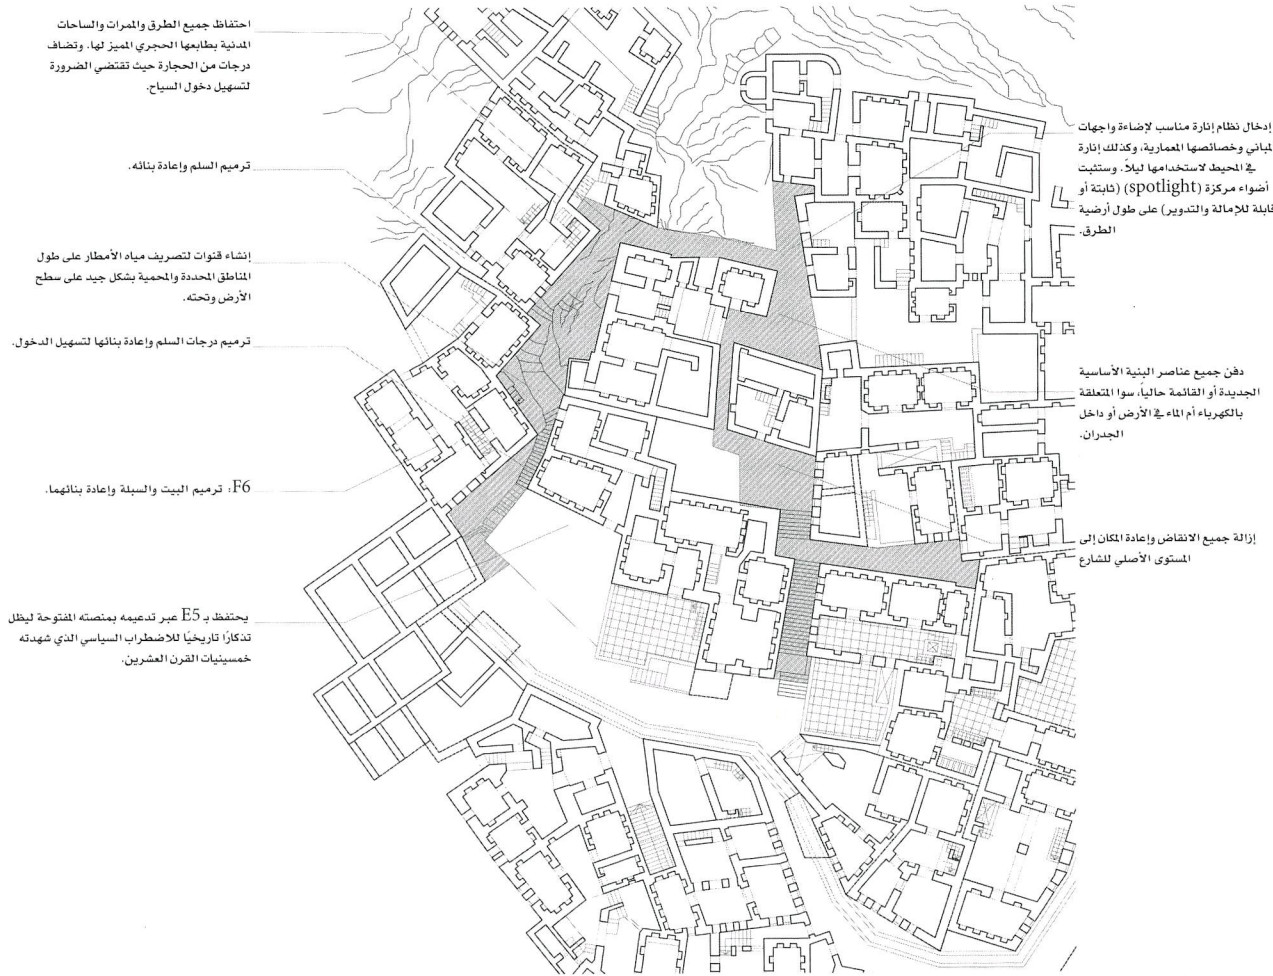 احتفاظ جميع الطرق والممرات والساحات
المدنية بطابعها الحجري المميز لها. وتضاف
درجات من الحجارة حيث تقتضي الضرورة
لتسهيل دخول السياح.
ترميم السلم وإعادة بنائه.
إنشاء قنوات لتصريف مياه الأمطار على طول
المناطق المحددة والمحمية بشكل جيد على سطح
الأرض وتحته.
ترميم درجات السلم وإعادة بنائها لتسهيل الدخول.
F6: ترميم البيت والسبلة وإعادة بنائهما.
يحتفظ بـ E5 عبر تدعيمه بمنصته المفتوحة ليظل
تذكارًا تاريخيًا للاضطراب السياسي الذي شهدته
خمسينيات القرن العشرين.
إدخال نظام إنارة مناسب لإضاءة واجهات
لمباني وخصائصها المعمارية، وكذلك إنارة
في المحيط لاستخدامها ليلاً. وستثبت
أضواء مركزة (spotlight) (ثابتة أو
قابلة للإمالة والتدوير) على طول أرضية
الطرق.
دفن جميع عناصر البنية الأساسية
الجديدة أو القائمة حالياً، سوا المتعلقة
بالكهرباء أم الماء في الأرض أو داخل
الجدران.
إزالة جميع الانقاض وإعادة المكان إلى
المستوى الأصلي للشارع